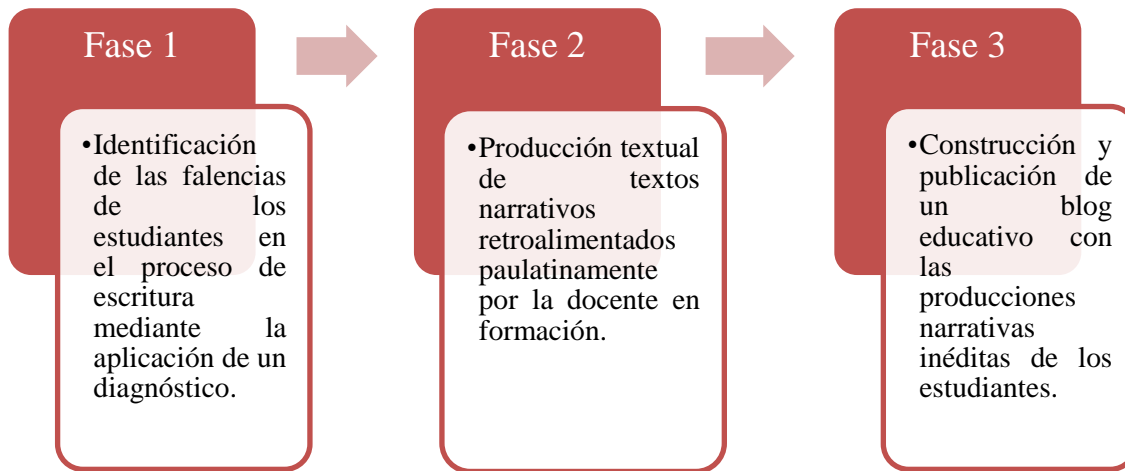 Fase 1
•Identificación
de las falencias
de los
estudiantes en
el proceso de
escritura
mediante la
aplicación de un
diagnóstico.
Fase 2
•Producción textual
de textos
narrativos
retroalimentados
paulatinamente
por la docente en
formación.
Fase 3
•Construcción y
publicación de
un blog
educativo con
las
producciones
narrativas
inéditas de los
estudiantes.